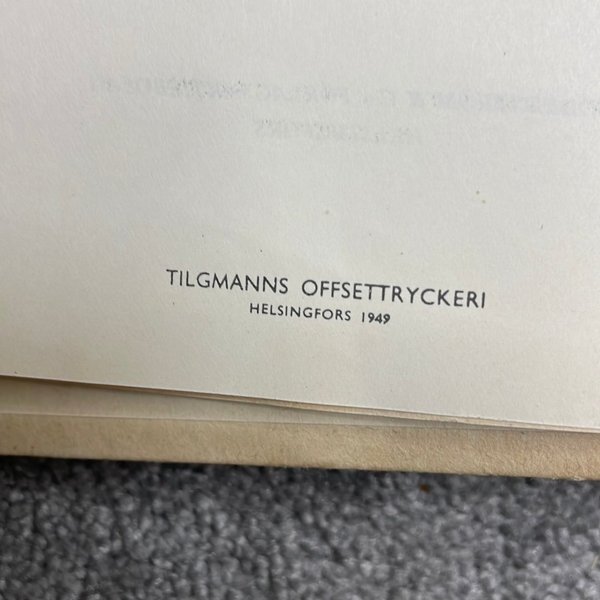 TILGMANNS OFFSETTRYCKERI
HELSINGFORS 1949